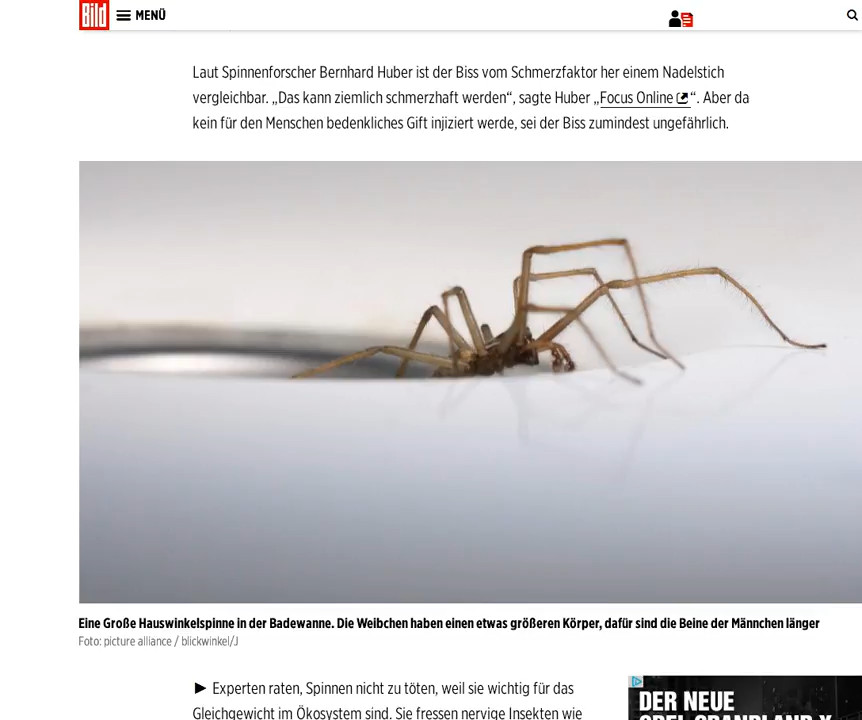 Bild
MENÜ
Laut Spinnenforscher Bernhard Huber ist der Biss vom Schmerzfaktor her einem Nadelstich
vergleichbar. „Das kann ziemlich schmerzhaft werden“, sagte Huber „Focus Online“. Aber da
kein für den Menschen bedenkliches Gift injiziert werde, sei der Biss zumindest ungefährlich.
Eine Große Hauswinkelspinne in der Badewanne. Die Weibchen haben einen etwas größeren Körper, dafür sind die Beine der Männchen länger
Foto: picture alliance / blickwinkel/J
► Experten raten, Spinnen nicht zu töten, weil sie wichtig für das
Gleichgewicht im Ökosystem sind. Sie fressen nervige Insekten wie
DER NEUE
OPEL GRANDLAND X